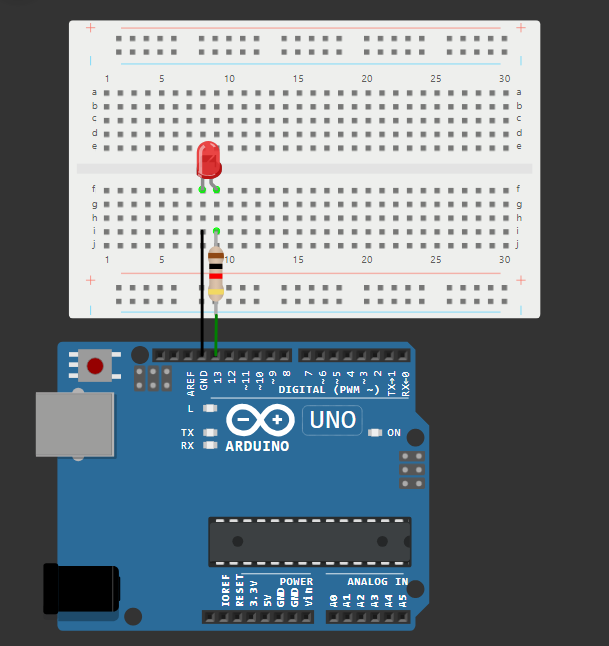 + +
1 5 10 15 20 25 30
a a
b b
c c
d d
e e
f f
g g
h h
i i
j j
1 5 10 15 20 25 30
+ +
AREF GND 13 12 ~11 ~10 ~9 8 7 ~6 ~5 4 ~3 2 TX→1 RX←0
DIGITAL (PWM ~)
L
UNO
TX ON
RX ARDUINO
POWER ANALOG IN
IOREF RESET 3.3V 5V GND GND Vin A0 A1 A2 A3 A4 A5